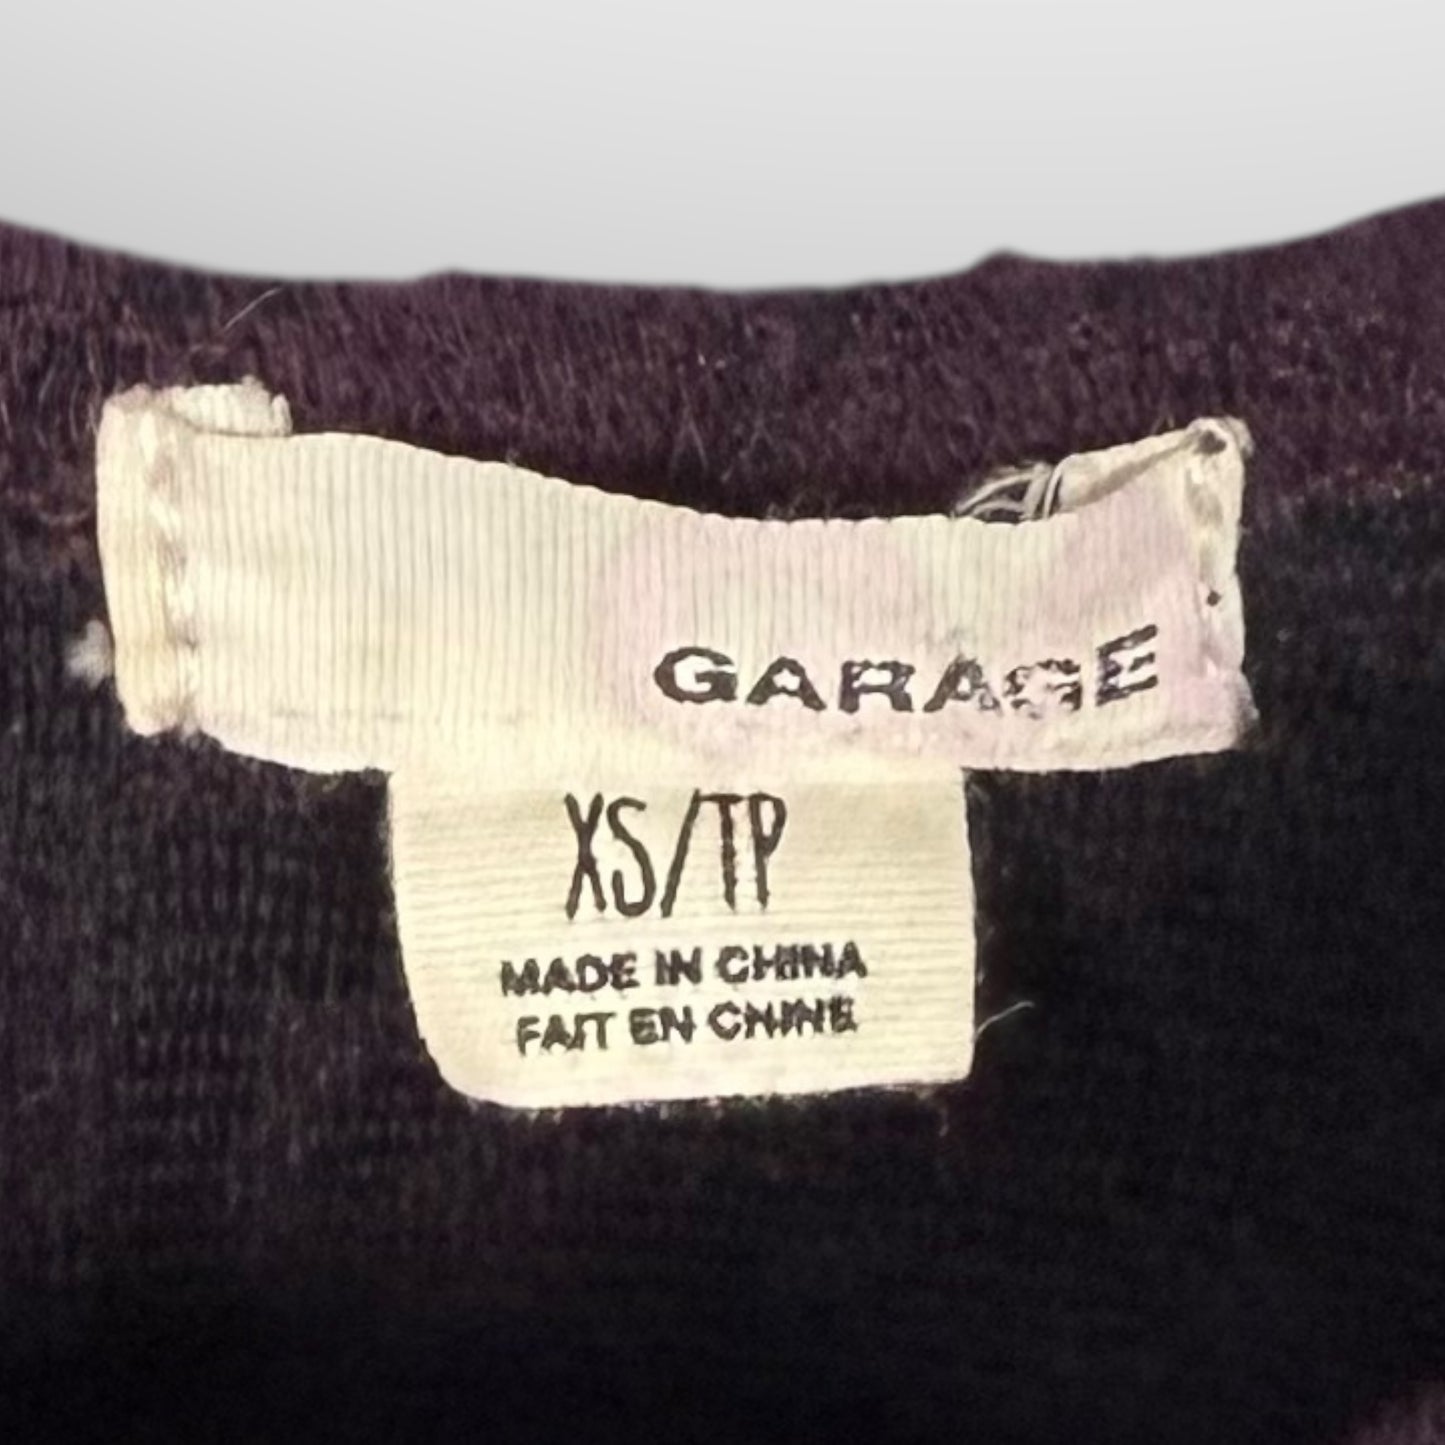 GARAGE
XS/TP
MADE IN CHINA
FAIT EN CHINE